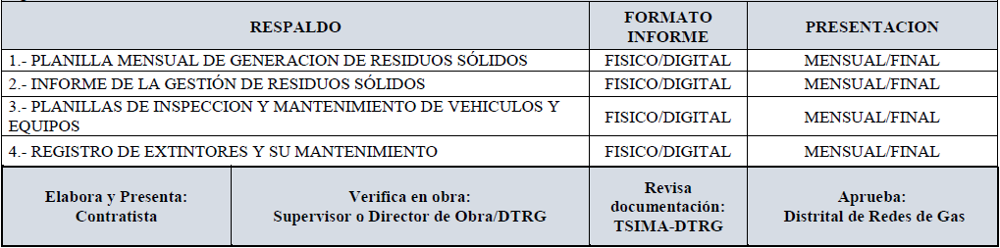 RESPALDO
FORMATO
INFORME
PRESENTACION
1.- PLANILLA MENSUAL DE GENERACION DE RESIDUOS SÓLIDOS
FISICO/DIGITAL
MENSUAL/FINAL
2.- INFORME DE LA GESTIÓN DE RESIDUOS SÓLIDOS
FISICO/DIGITAL
MENSUAL/FINAL
3.- PLANILLAS DE INSPECCION Y MANTENIMIENTO DE VEHICULOS Y
EQUIPOS
FISICO/DIGITAL
MENSUAL/FINAL
4.- REGISTRO DE EXTINTORES Y SU MANTENIMIENTO
FISICO/DIGITAL
MENSUAL/FINAL
Elabora y Presenta:
Contratista
Verifica en obra:
Supervisor o Director de Obra/DTRG
Revisa
documentación:
TSIMA-DTRG
Aprueba:
Distrital de Redes de Gas